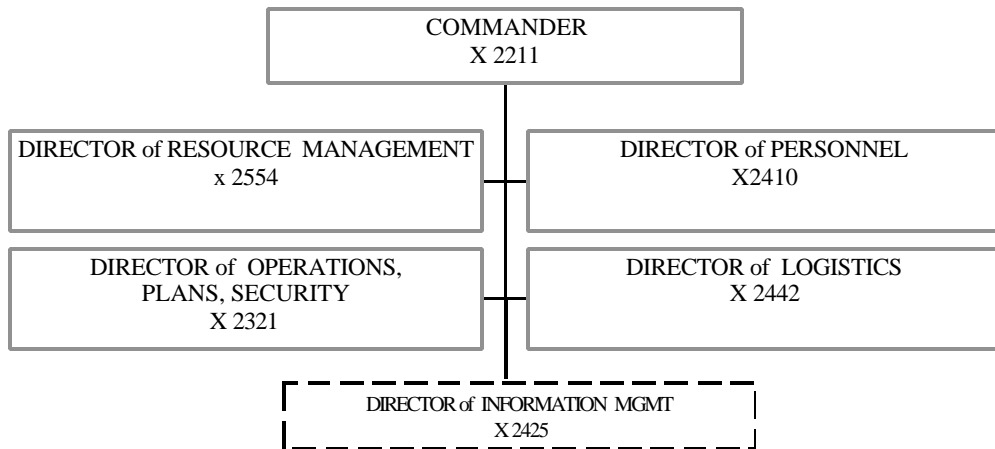 COMMANDER
X 2211
DIRECTOR of RESOURCE MANAGEMENT
x 2554
DIRECTOR of PERSONNEL
X2410
DIRECTOR of OPERATIONS,
PLANS, SECURITY
X 2321
DIRECTOR of LOGISTICS
X 2442
DIRECTOR of INFORMATION MGMT
X 2425